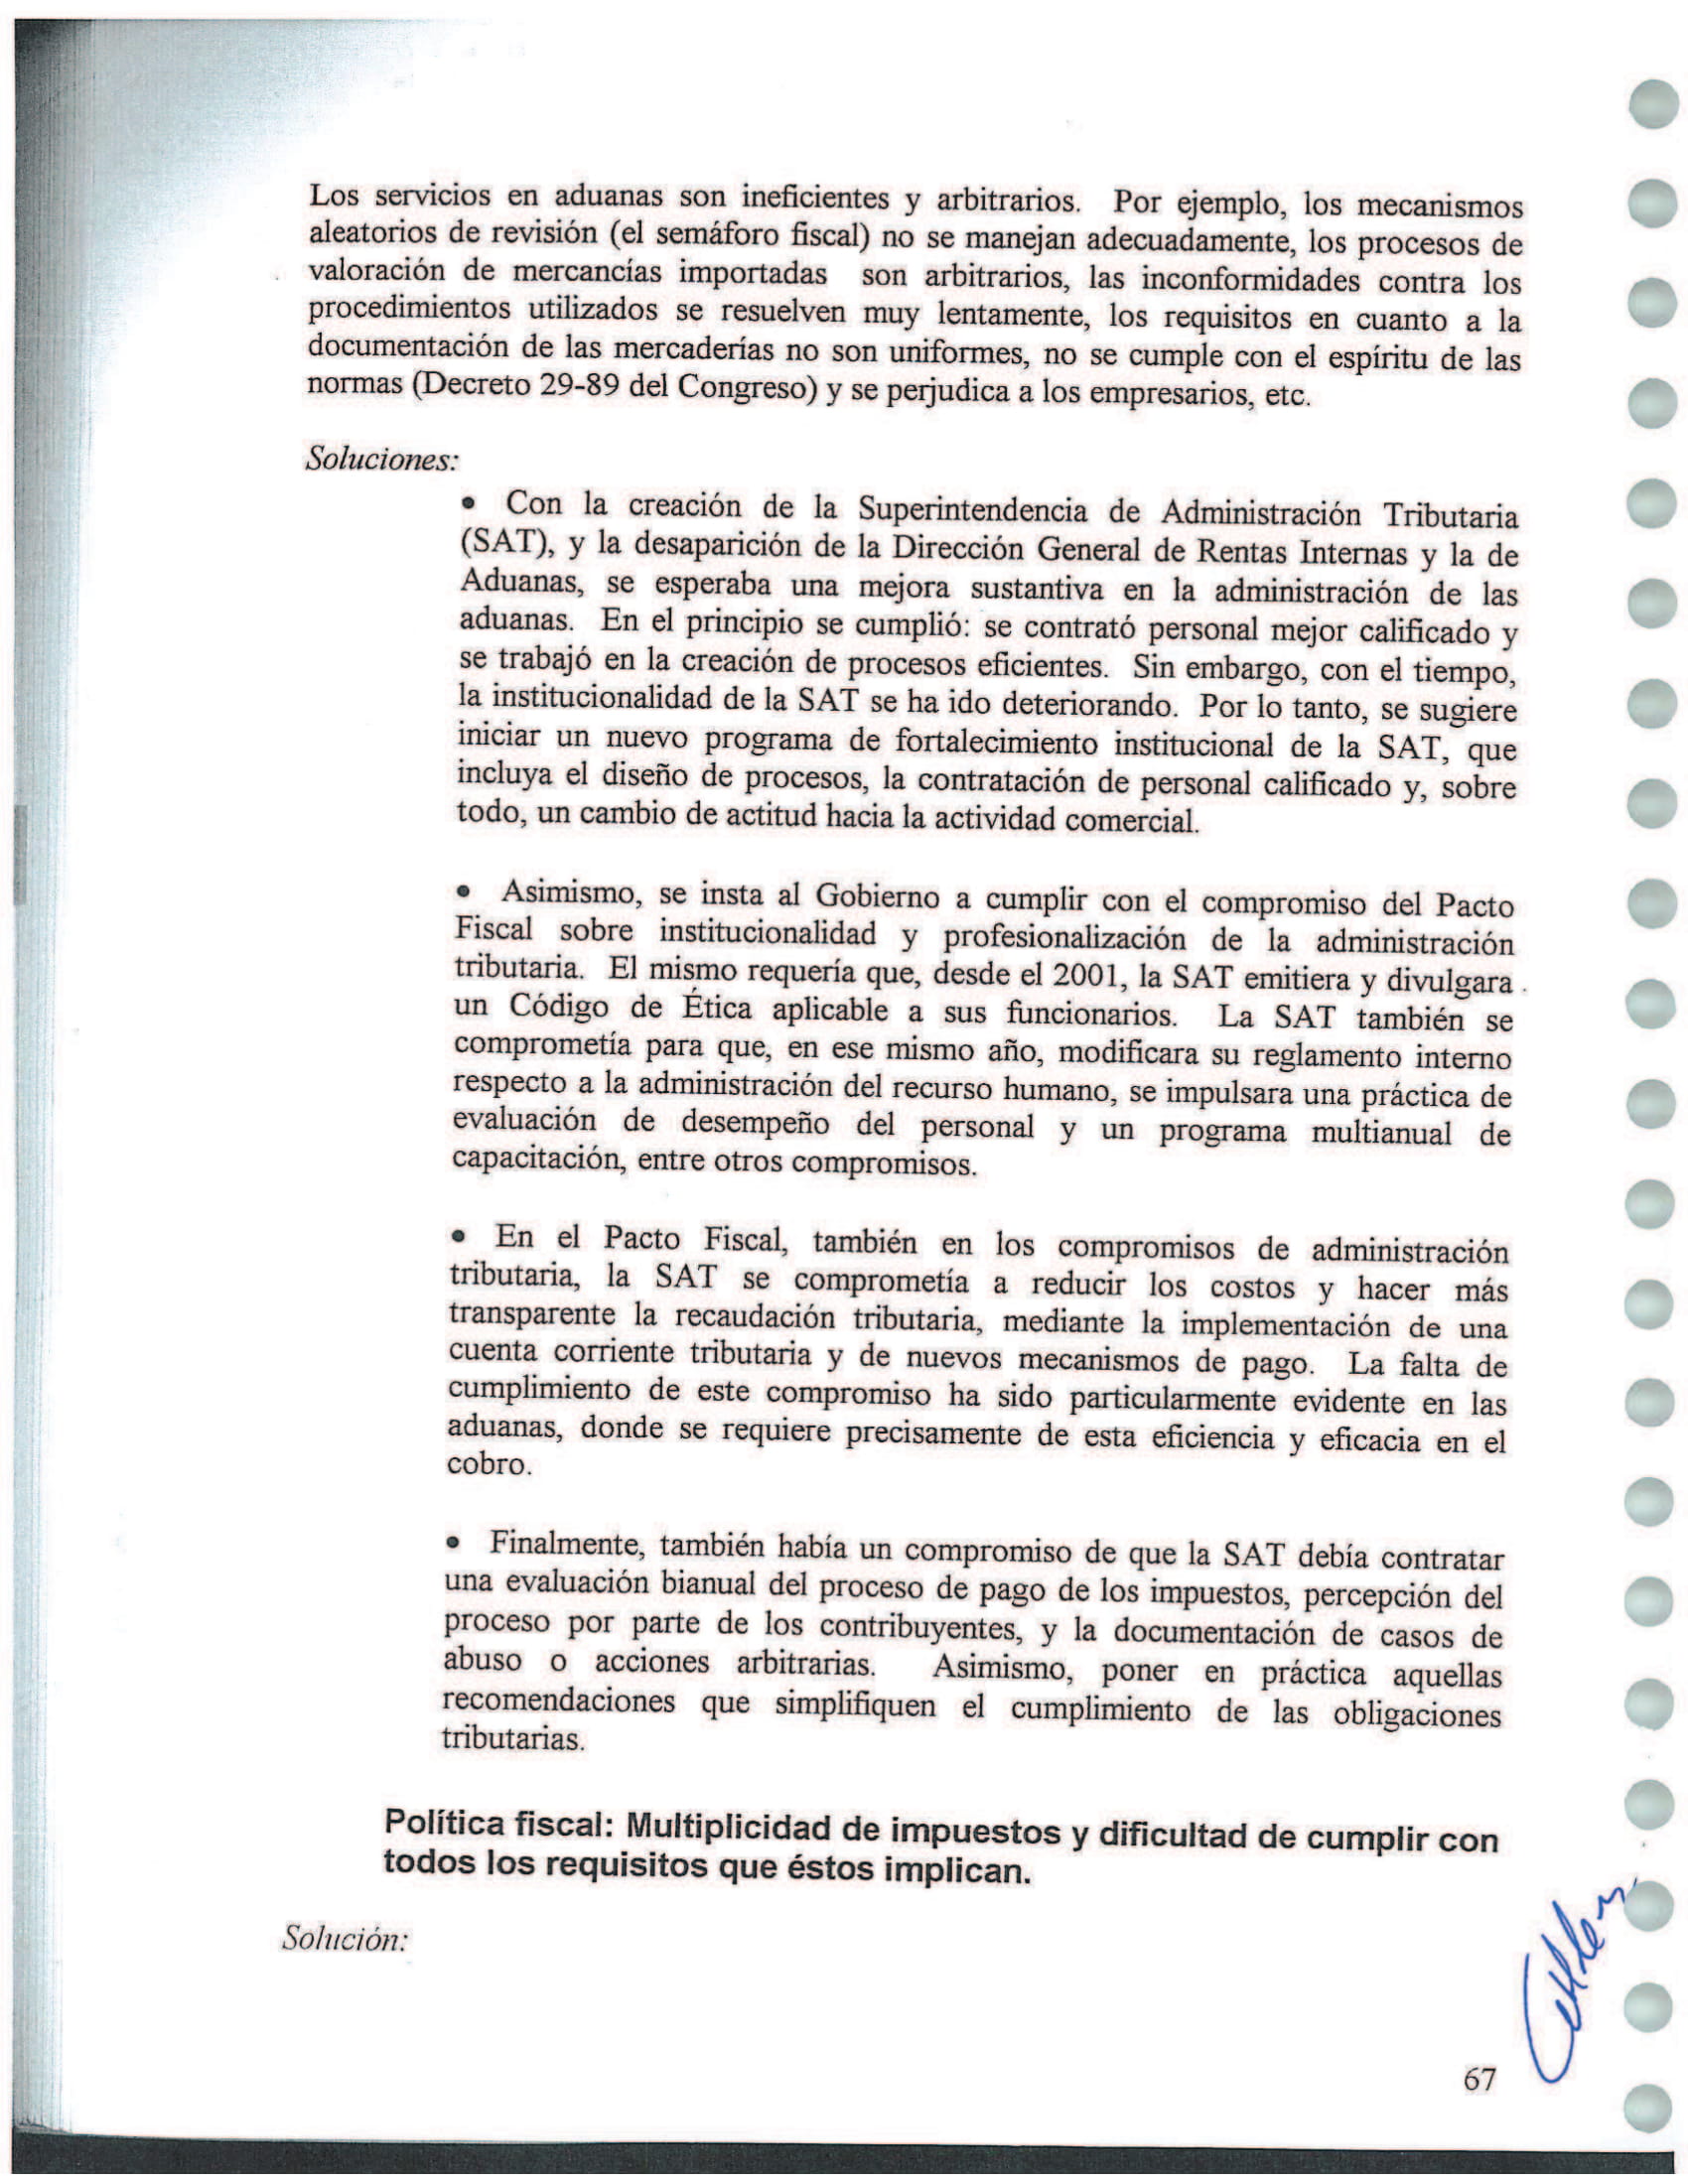 Los servicios en aduanas son ineficientes y arbitrarios. Por ejemplo, los mecanismos
aleatorios de revisión (el semáforo fiscal) no se manejan adecuadamente, los procesos de
valoración de mercancías importadas son arbitrarios, las inconformidades contra los
procedimientos utilizados se resuelven muy lentamente, los requisitos en cuanto a la
documentación de las mercaderías no son uniformes, no se cumple con el espíritu de las
normas (Decreto 29-89 del Congreso) y se perjudica a los empresarios, etc.
Soluciones:
• Con la creación de la Superintendencia de Administración Tributaria
(SAT), y la desaparición de la Dirección General de Rentas Internas y la de
Aduanas, se esperaba una mejora sustantiva en la administración de las
aduanas. En el principio se cumplió: se contrató personal mejor calificado y
se trabajó en la creación de procesos eficientes. Sin embargo, con el tiempo,
la institucionalidad de la SAT se ha ido deteriorando. Por lo tanto, se sugiere
iniciar un nuevo programa de fortalecimiento institucional de la SAT, que
incluya el diseño de procesos, la contratación de personal calificado y, sobre
todo, un cambio de actitud hacia la actividad comercial.
• Asimismo, se insta al Gobierno a cumplir con el compromiso del Pacto
Fiscal sobre institucionalidad y profesionalización de la administración
tributaria. El mismo requería que, desde el 2001, la SAT emitiera y divulgara
un Código de Ética aplicable a sus funcionarios. La SAT también se
comprometía para que, en ese mismo año, modificara su reglamento interno
respecto a la administración del recurso humano, se impulsara una práctica de
evaluación de desempeño del personal y un programa multianual de
capacitación, entre otros compromisos.
• En el Pacto Fiscal, también en los compromisos de administración
tributaria, la SAT se comprometía a reducir los costos y hacer más
transparente la recaudación tributaria, mediante la implementación de una
cuenta corriente tributaria y de nuevos mecanismos de pago. La falta de
cumplimiento de este compromiso ha sido particularmente evidente en las
aduanas, donde se requiere precisamente de esta eficiencia y eficacia en el
cobro.
• Finalmente, también había un compromiso de que la SAT debía contratar
una evaluación bianual del proceso de pago de los impuestos, percepción del
proceso por parte de los contribuyentes, y la documentación de casos de
abuso o acciones arbitrarias. Asimismo, poner en práctica aquellas
recomendaciones que simplifiquen el cumplimiento de las obligaciones
tributarias.
Política fiscal: Multiplicidad de impuestos y dificultad de cumplir con
todos los requisitos que éstos implican.
Solución:
67